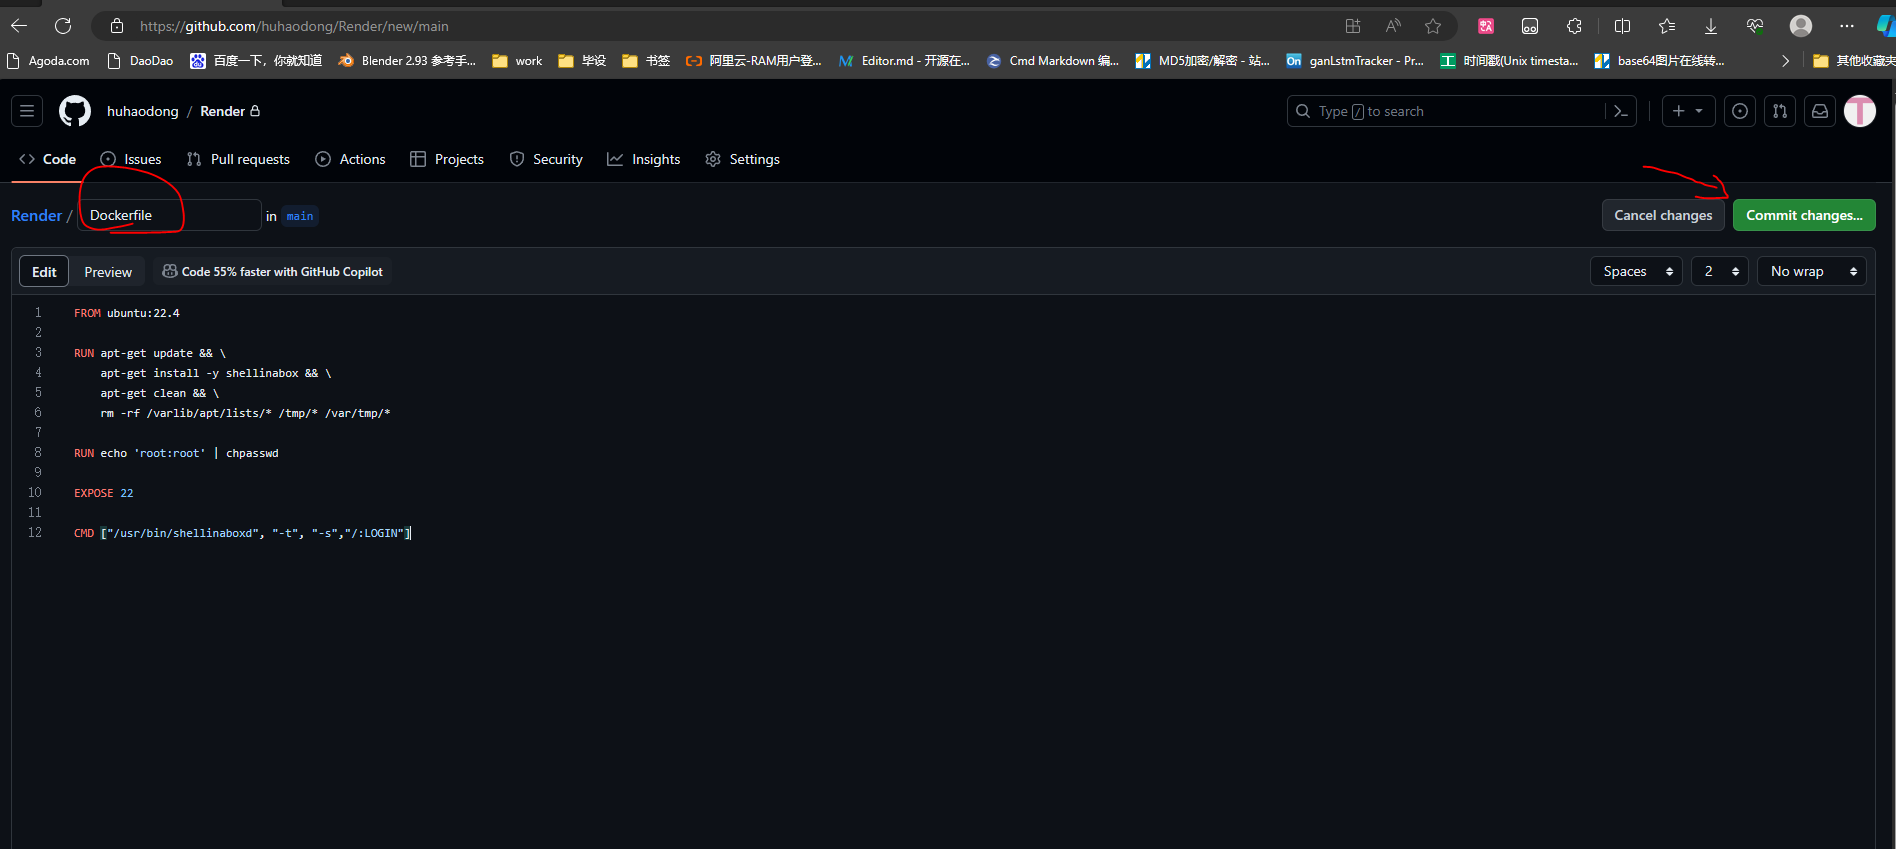 https://github.com/huhaodong/Render/new/main
Agoda.com DaoDao 百度一下，你就知道 Blender 2.93 参考手... work 毕设 书签 阿里云-RAM用户登... Editor.md - 开源在... Cmd Markdown 编... MD5加密/解密 - 站... ganLstmTracker - Pr... 时间戳(Unix timesta... base64图片在线转... 其他收藏夹
huhaodong / Render Type / to search
Code Issues Pull requests Actions Projects Security Insights Settings
Render / Dockerfile in main Cancel changes Commit changes...
Edit Preview Code 55% faster with GitHub Copilot Spaces 2 No wrap
1 FROM ubuntu:22.4
2
3 RUN apt-get update && \
4 apt-get install -y shellinabox && \
5 apt-get clean && \
6 rm -rf /varlib/apt/lists/* /tmp/* /var/tmp/*
7
8 RUN echo 'root:root' | chpasswd
9
10 EXPOSE 22
11
12 CMD ["/usr/bin/shellinaboxd", "-t", "-s","/:LOGIN"]